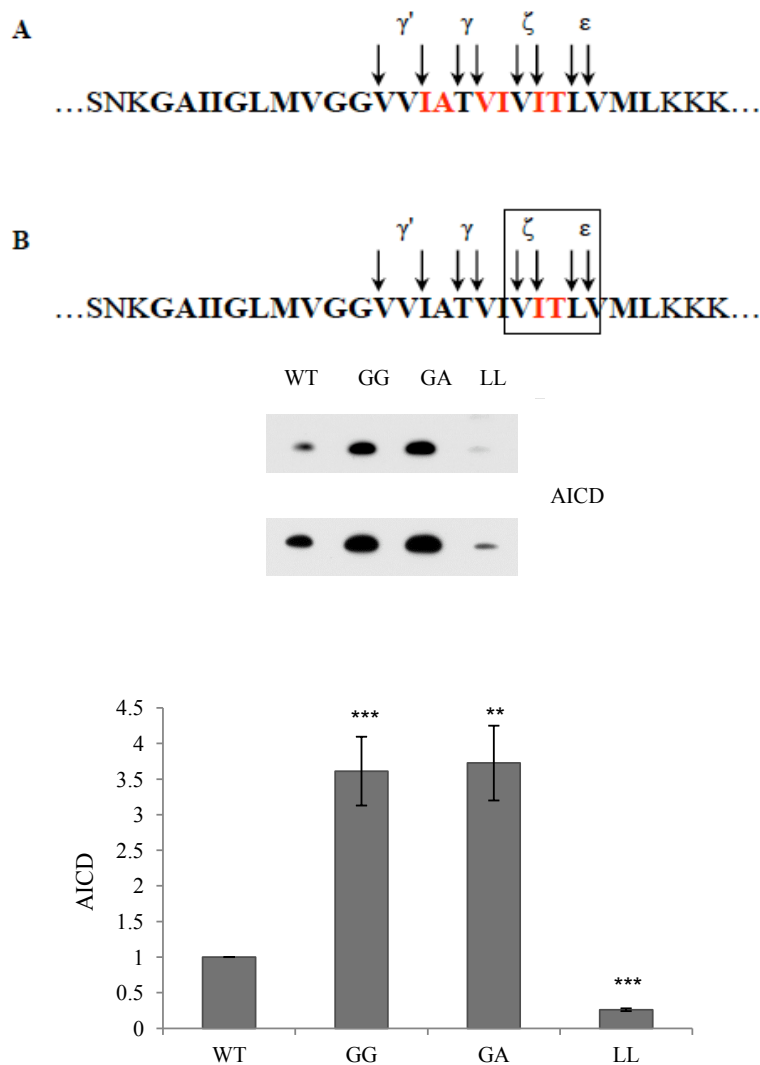 A
γ' γ ζ ε
…SNKGAIIGLMVGGVVIATVIVITLVMLKKK…
B
γ' γ ζ ε
…SNKGAIIGLMVGGVVIATVIVITLVMLKKK…
WT GG GA LL
AICD
4.5
4
3.5
3
2.5
2
1.5
1
0.5
0
AICD
*** ** ***
WT GG GA LL